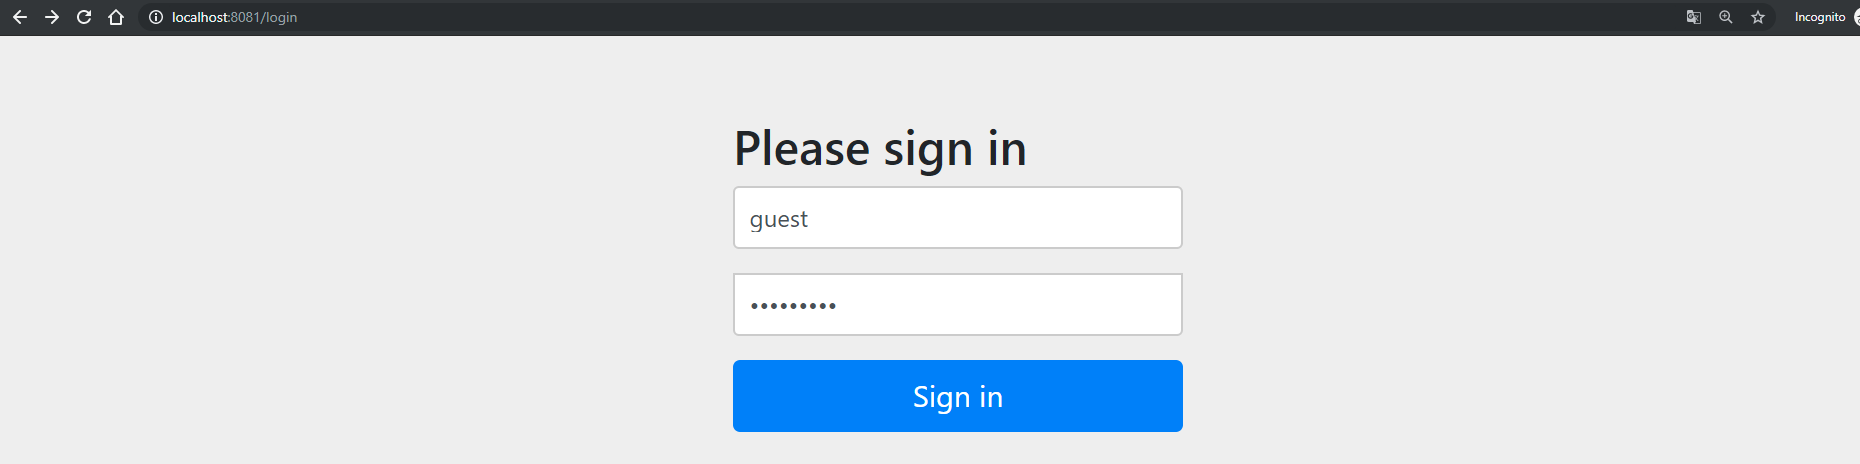 localhost:8081/login
Incognito
Please sign in
guest
•••••••••
Sign in